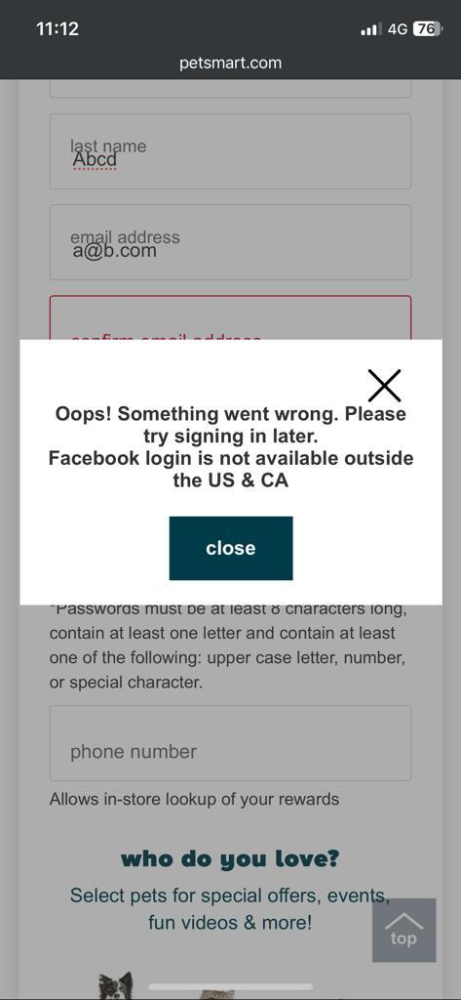 11:12
4G 76
petsmart.com
last name
Abcd
email address
a@b.com
confirm email address
Oops! Something went wrong. Please
try signing in later.
Facebook login is not available outside
the US & CA
close
*Passwords must be at least 8 characters long,
contain at least one letter and contain at least
one of the following: upper case letter, number,
or special character.
phone number
Allows in-store lookup of your rewards
who do you love?
Select pets for special offers, events,
fun videos & more!
top